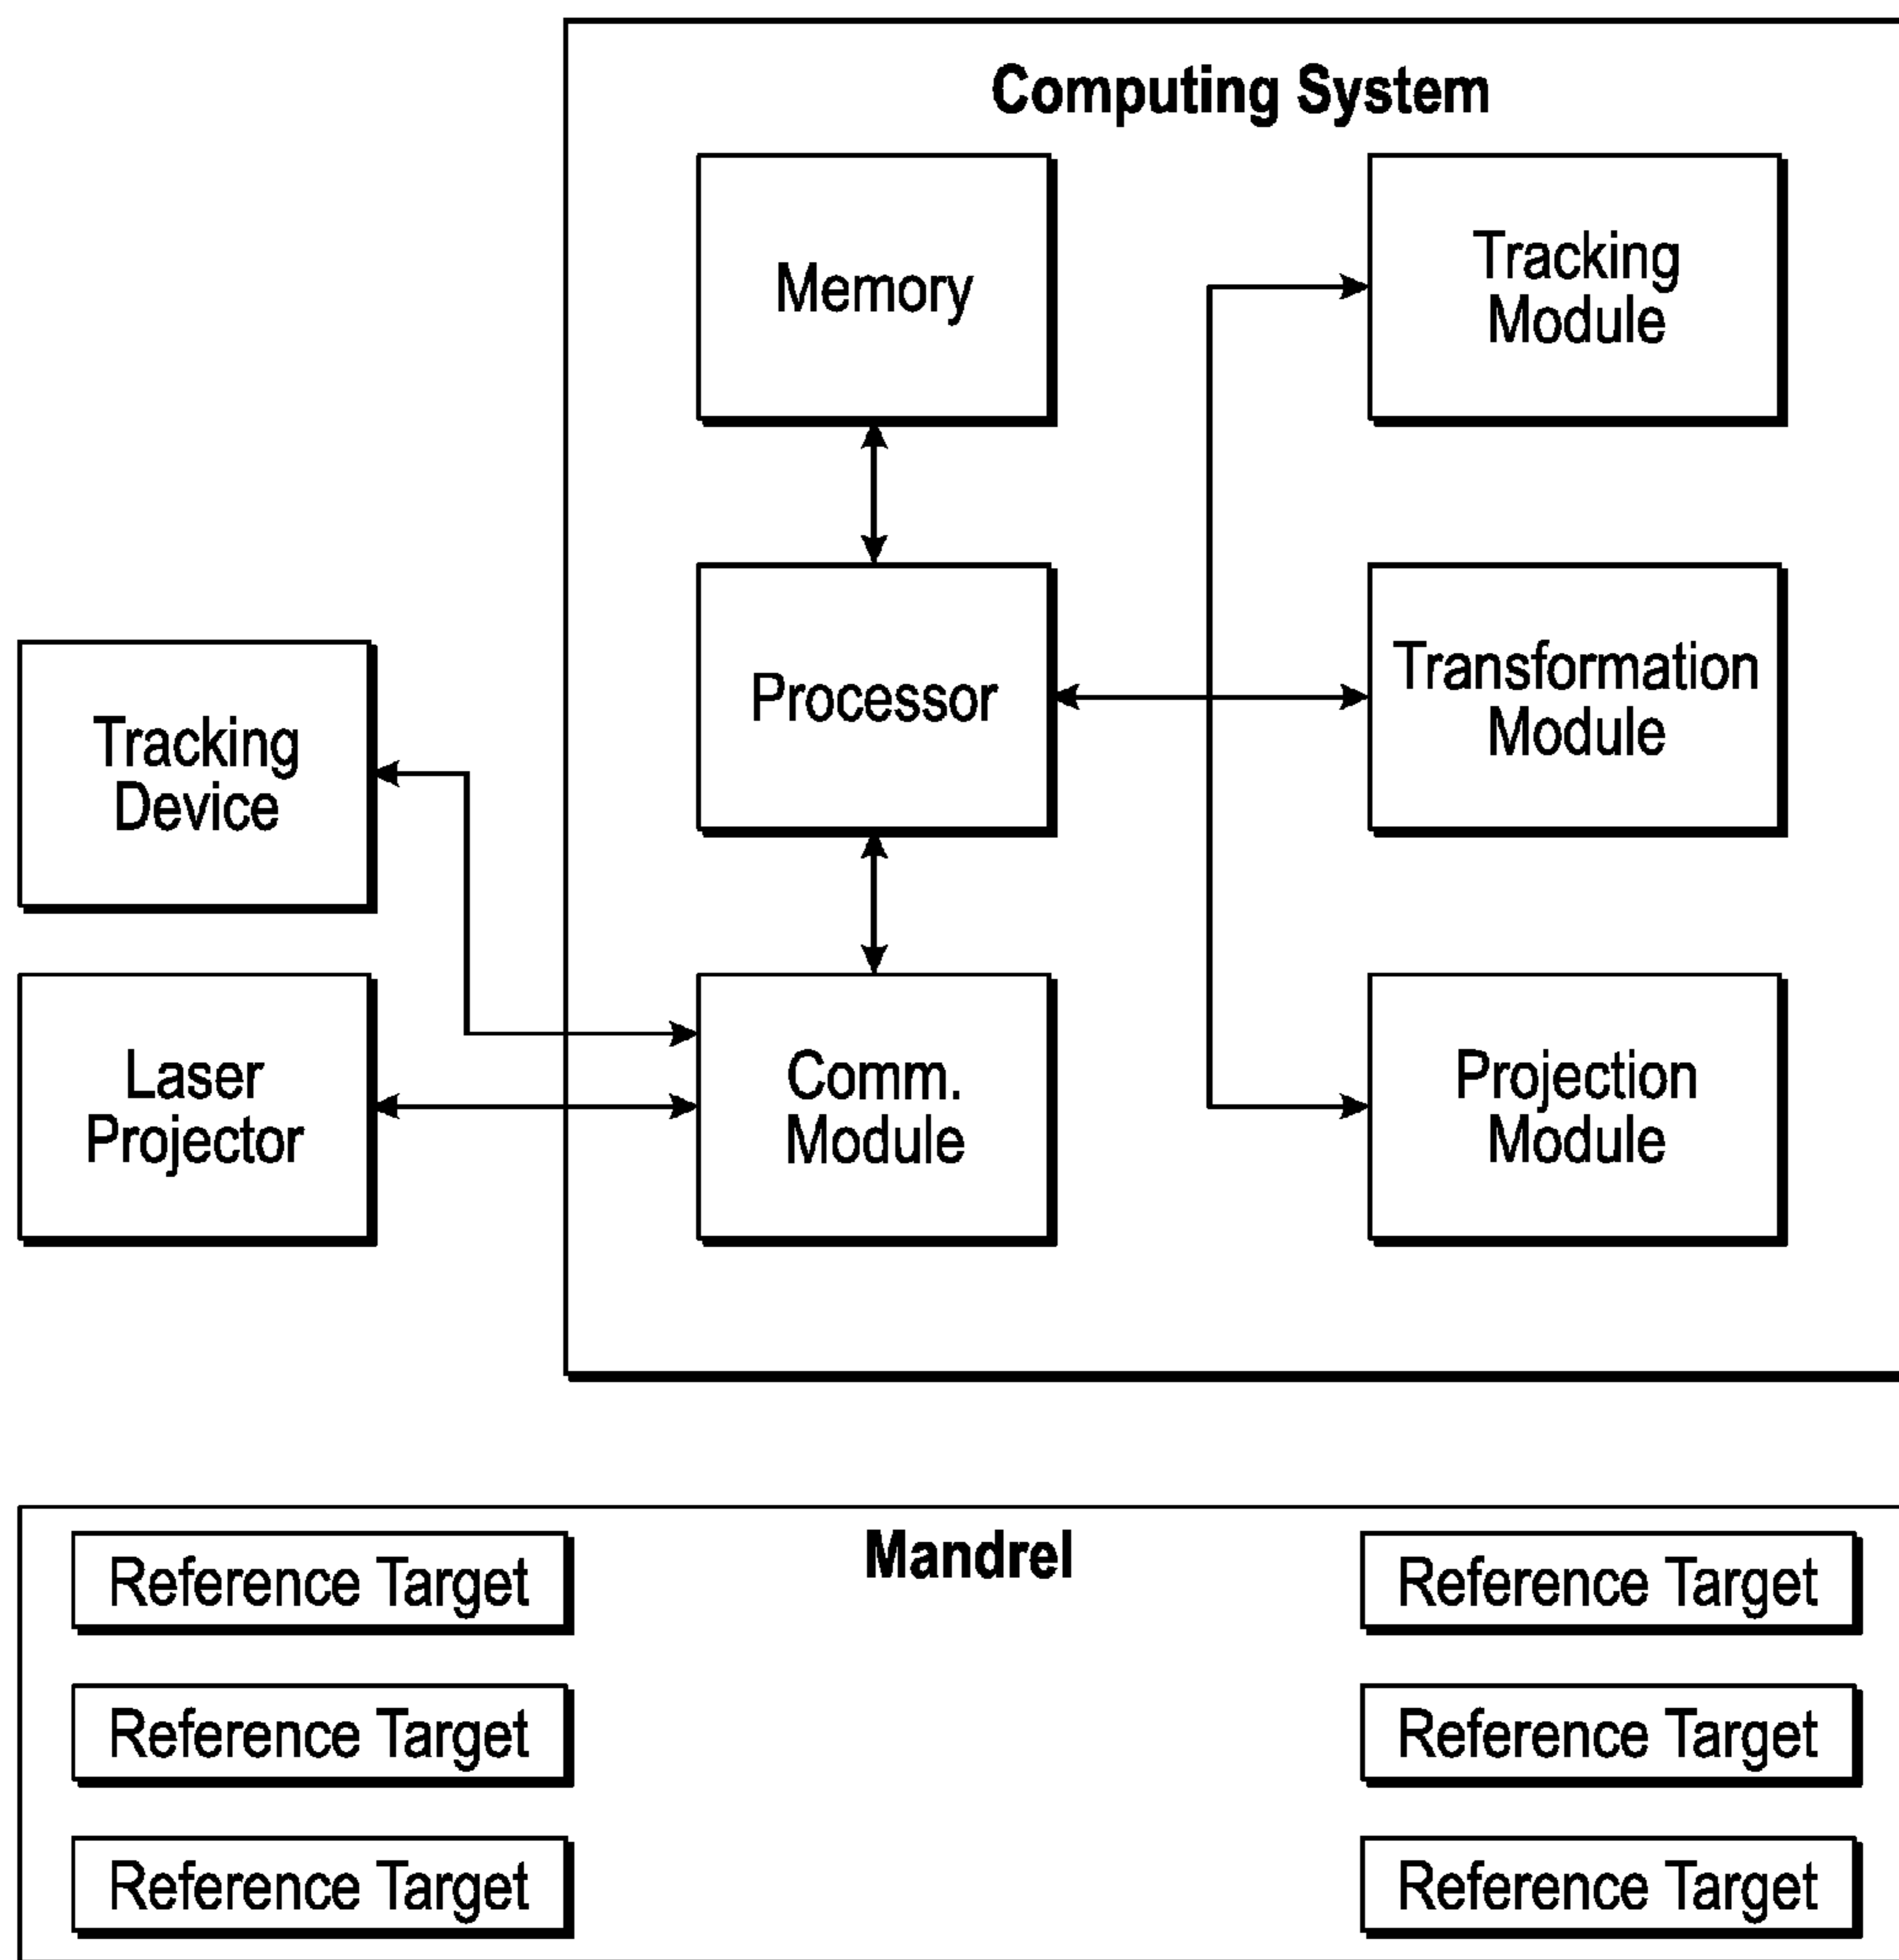 Computing System
Memory
Tracking
Module
Processor
Transformation
Module
Tracking
Device
Laser
Projector
Comm.
Module
Projection
Module
Mandrel
Reference Target
Reference Target
Reference Target
Reference Target
Reference Target
Reference Target